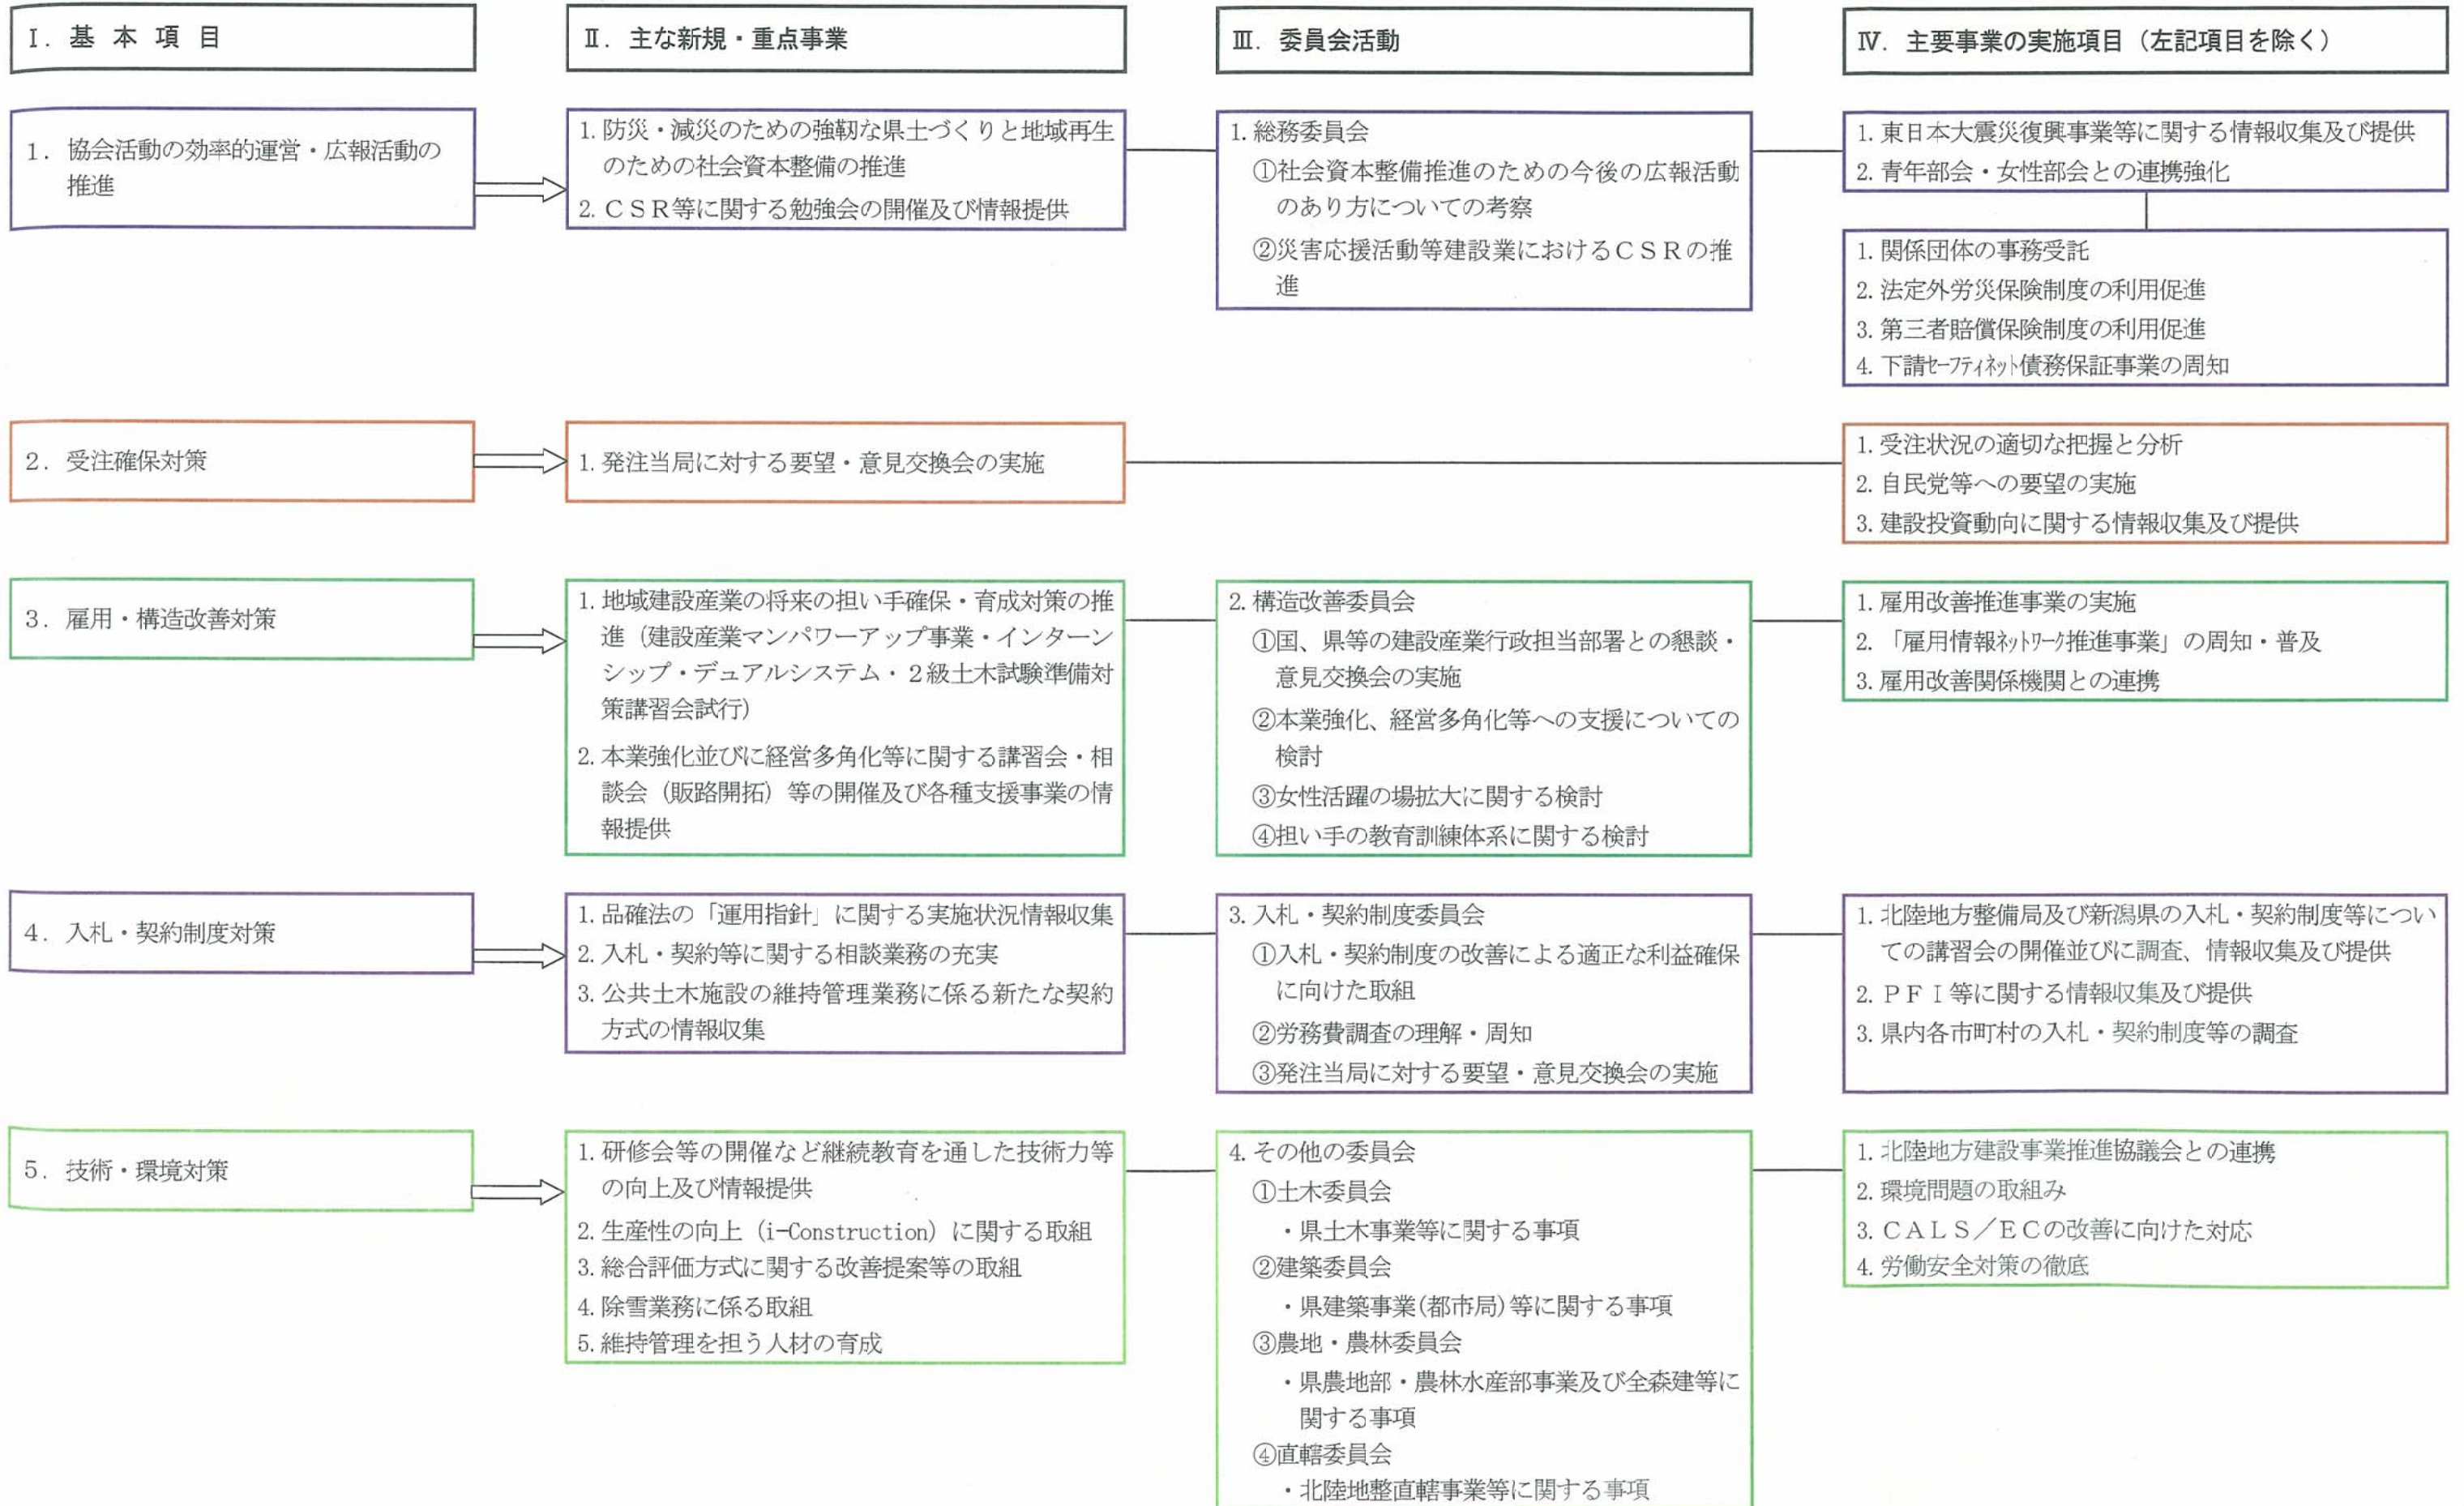 Ⅰ．基 本 項 目
Ⅱ．主な新規・重点事業
Ⅲ．委員会活動
Ⅳ．主要事業の実施項目（左記項目を除く）
1．協会活動の効率的運営・広報活動の
推進
1. 防災・減災のための強靭な県土づくりと地域再生
のための社会資本整備の推進
2. ＣＳＲ等に関する勉強会の開催及び情報提供
1. 総務委員会
①社会資本整備推進のための今後の広報活動
のあり方についての考察
②災害応援活動等建設業におけるＣＳＲの推
進
1. 東日本大震災復興事業等に関する情報収集及び提供
2. 青年部会・女性部会との連携強化
1. 関係団体の事務受託
2. 法定外労災保険制度の利用促進
3. 第三者賠償保険制度の利用促進
4. 下請ｾｰﾌﾃｨﾈｯﾄ債務保証事業の周知
2．受注確保対策
1. 発注当局に対する要望・意見交換会の実施
1. 受注状況の適切な把握と分析
2. 自民党等への要望の実施
3. 建設投資動向に関する情報収集及び提供
3．雇用・構造改善対策
1. 地域建設産業の将来の担い手確保・育成対策の推
進（建設産業マンパワーアップ事業・インターン
シップ・デュアルシステム・２級土木試験準備対
策講習会試行）
2. 本業強化並びに経営多角化等に関する講習会・相
談会（販路開拓）等の開催及び各種支援事業の情
報提供
2. 構造改善委員会
①国、県等の建設産業行政担当部署との懇談・
意見交換会の実施
②本業強化、経営多角化等への支援についての
検討
③女性活躍の場拡大に関する検討
④担い手の教育訓練体系に関する検討
1. 雇用改善推進事業の実施
2. 「雇用情報ﾈｯﾄﾜｰｸ推進事業」の周知・普及
3. 雇用改善関係機関との連携
4．入札・契約制度対策
1. 品確法の「運用指針」に関する実施状況情報収集
2. 入札・契約等に関する相談業務の充実
3. 公共土木施設の維持管理業務に係る新たな契約
方式の情報収集
3. 入札・契約制度委員会
①入札・契約制度の改善による適正な利益確保
に向けた取組
②労務費調査の理解・周知
③発注当局に対する要望・意見交換会の実施
1. 北陸地方整備局及び新潟県の入札・契約制度等につい
ての講習会の開催並びに調査、情報収集及び提供
2. ＰＦＩ等に関する情報収集及び提供
3. 県内各市町村の入札・契約制度等の調査
5．技術・環境対策
1. 研修会等の開催など継続教育を通した技術力等
の向上及び情報提供
2. 生産性の向上（i-Construction）に関する取組
3. 総合評価方式に関する改善提案等の取組
4. 除雪業務に係る取組
5. 維持管理を担う人材の育成
4. その他の委員会
①土木委員会
・県土木事業等に関する事項
②建築委員会
・県建築事業(都市局)等に関する事項
③農地・農林委員会
・県農地部・農林水産部事業及び全森建等に
関する事項
④直轄委員会
・北陸地整直轄事業等に関する事項
1. 北陸地方建設事業推進協議会との連携
2. 環境問題の取組み
3. ＣＡＬＳ／ＥＣの改善に向けた対応
4. 労働安全対策の徹底